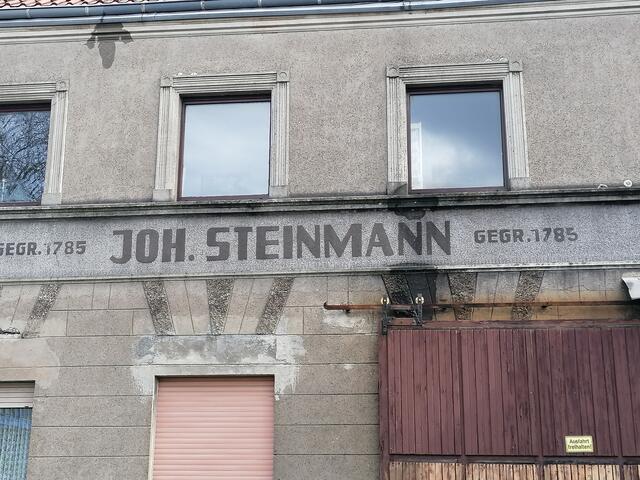 GEGR. 1785 JOH. STEINMANN GEGR. 1785
Ausfahrt
freihalten!